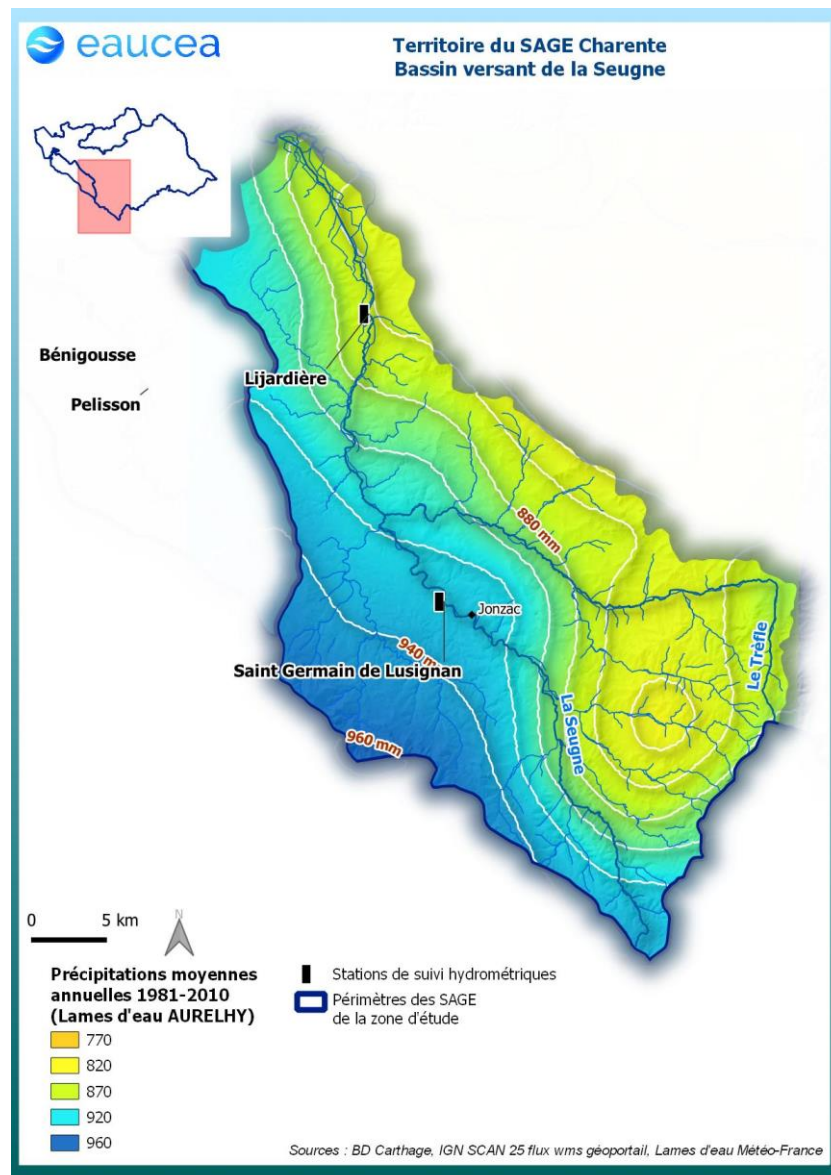 eaucea
Territoire du SAGE Charente
Bassin versant de la Seugne
Bénigousse
Pelisson
Lijardière
880 mm
Jonzac
Saint Germain de Lusignan
940 m
960 mm
La Seugne
Le Trèfle
0 5 km
N
Précipitations moyennes
annuelles 1981-2010
(Lames d'eau AURELHY)
770
820
870
920
960
Stations de suivi hydrométriques
Périmètres des SAGE
de la zone d'étude
Sources : BD Carthage, IGN SCAN 25 flux wms géoportail, Lames d'eau Météo-France